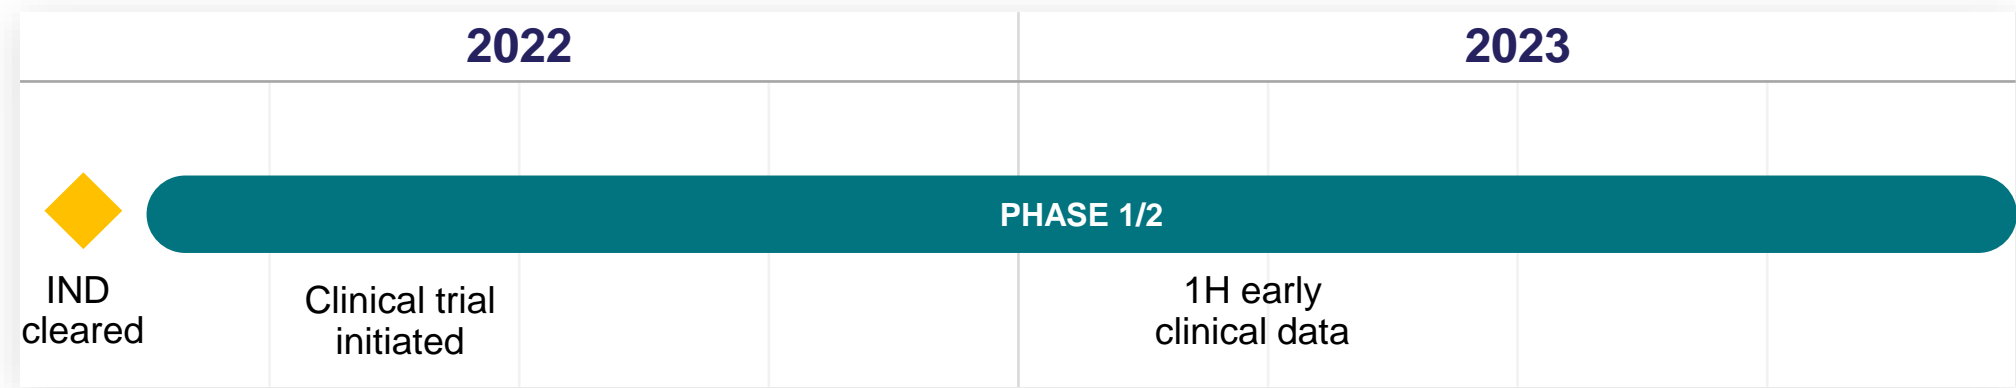 2022
2023
PHASE 1/2
IND
cleared
Clinical trial
initiated
1H early
clinical data